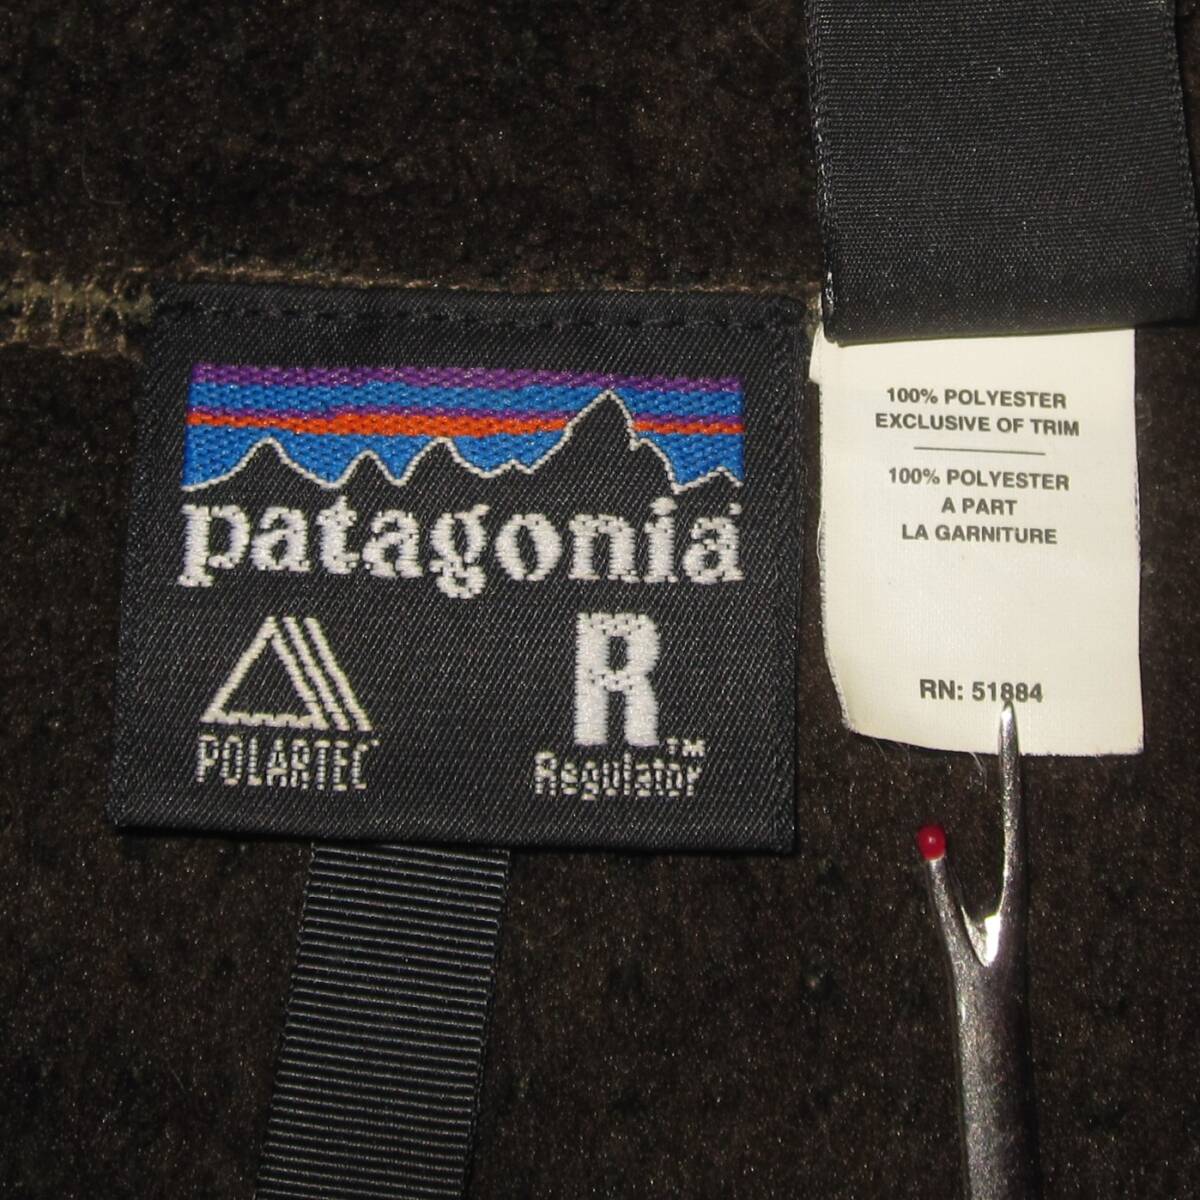 patagonia
POLARTEC
R
Regulator™
100% POLYESTER
EXCLUSIVE OF TRIM
100% POLYESTER
A PART
LA GARNITURE
RN: 51884